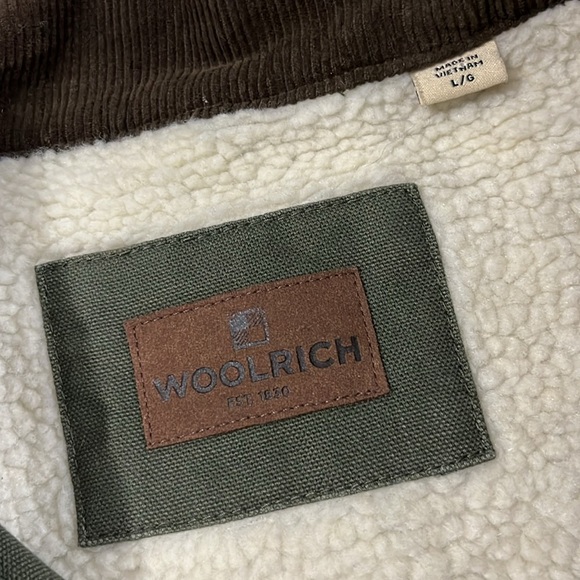 MADE IN
VIETNAM
L/G
WOOLRICH
EST. 1830